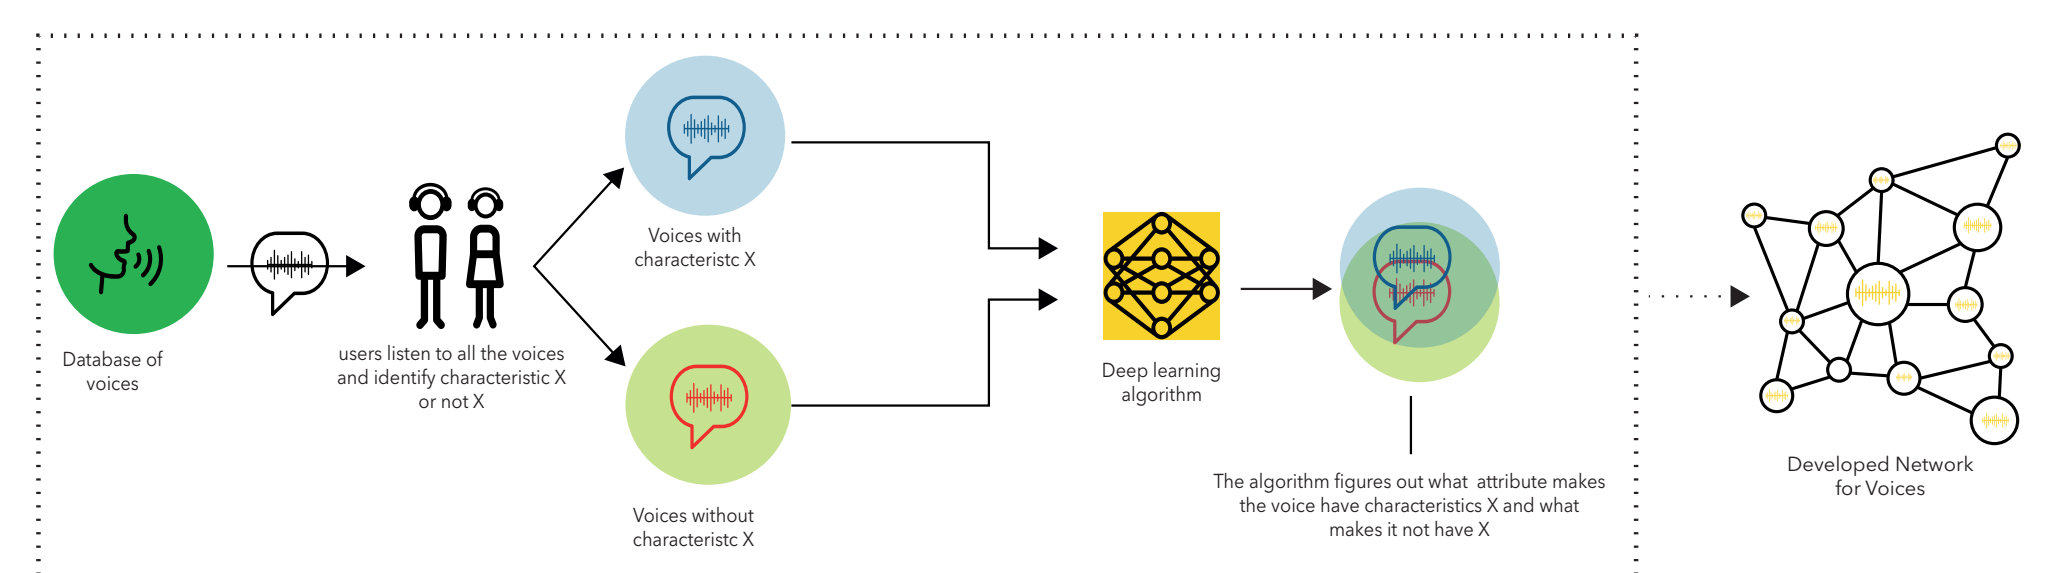 Database of
voices
users listen to all the voices
and identify characteristic X
or not X
Voices with
characteristc X
Voices without
characteristc X
Deep learning
algorithm
The algorithm figures out what attribute makes
the voice have characteristics X and what
makes it not have X
Developed Network
for Voices